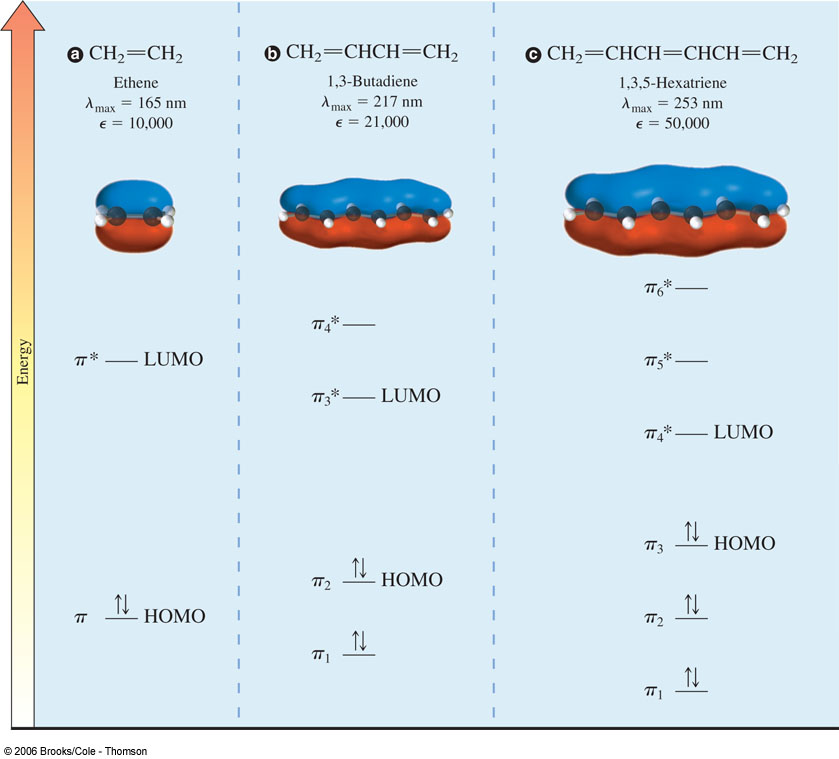 Energy
a CH₂=CH₂
Ethene
λmax = 165 nm
ϵ = 10,000
π* LUMO
π ↑↓ HOMO
b CH₂=CHCH=CH₂
1,3-Butadiene
λmax = 217 nm
ϵ = 21,000
π₄*
π₃* LUMO
π₂ ↑↓ HOMO
π₁ ↑↓
c CH₂=CHCH=CHCH=CH₂
1,3,5-Hexatriene
λmax = 253 nm
ϵ = 50,000
π₆*
π₅*
π₄* LUMO
π₃ ↑↓ HOMO
π₂ ↑↓
π₁ ↑↓
© 2006 Brooks/Cole - Thomson